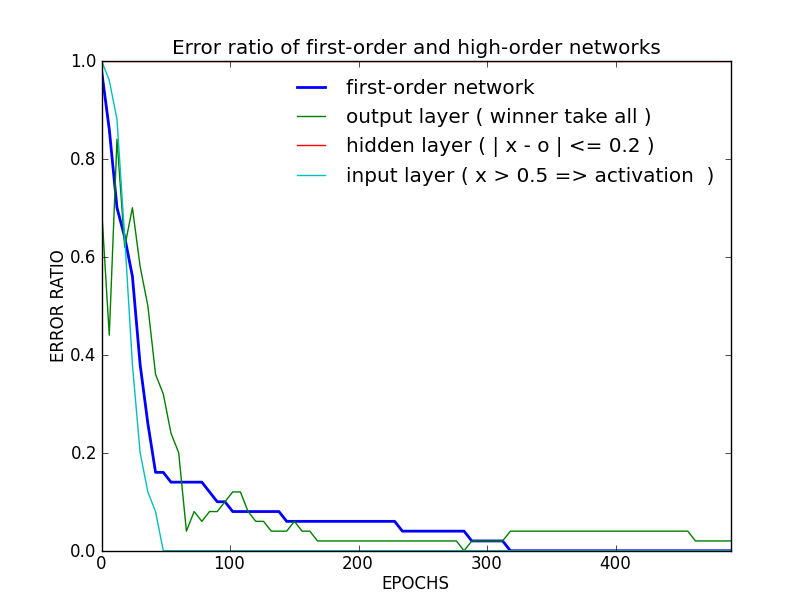 Error ratio of first-order and high-order networks
first-order network
output layer ( winner take all )
hidden layer ( | x - o | <= 0.2 )
input layer ( x > 0.5 => activation  )
ERROR RATIO
1.0
0.8
0.6
0.4
0.2
0.0
0 100 200 300 400
EPOCHS